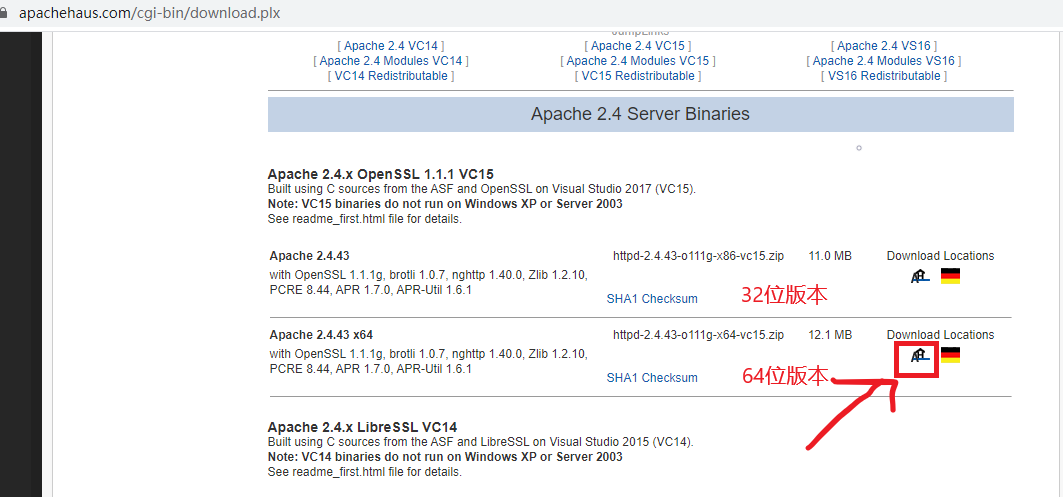 apachehaus.com/cgi-bin/download.plx
JumpLinks
[ Apache 2.4 VC14 ] [ Apache 2.4 VC15 ] [ Apache 2.4 VS16 ]
[ Apache 2.4 Modules VC14 ] [ Apache 2.4 Modules VC15 ] [ Apache 2.4 Modules VS16 ]
[ VC14 Redistributable ] [ VC15 Redistributable ] [ VS16 Redistributable ]
Apache 2.4 Server Binaries
Apache 2.4.x OpenSSL 1.1.1 VC15
Built using C sources from the ASF and OpenSSL on Visual Studio 2017 (VC15).
Note: VC15 binaries do not run on Windows XP or Server 2003
See readme_first.html file for details.
Apache 2.4.43 httpd-2.4.43-o111g-x86-vc15.zip 11.0 MB Download Locations
with OpenSSL 1.1.1g, brotli 1.0.7, nghttp 1.40.0, Zlib 1.2.10,
PCRE 8.44, APR 1.7.0, APR-Util 1.6.1
SHA1 Checksum 32位版本
Apache 2.4.43 x64 httpd-2.4.43-o111g-x64-vc15.zip 12.1 MB Download Locations
with OpenSSL 1.1.1g, brotli 1.0.7, nghttp 1.40.0, Zlib 1.2.10,
PCRE 8.44, APR 1.7.0, APR-Util 1.6.1
SHA1 Checksum 64位版本
Apache 2.4.x LibreSSL VC14
Built using C sources from the ASF and LibreSSL on Visual Studio 2015 (VC14).
Note: VC14 binaries do not run on Windows XP or Server 2003
See readme_first.html file for details.